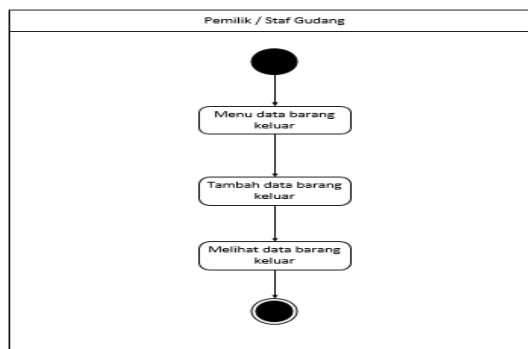 Pemilik / Staf Gudang
Menu data barang
keluar
Tambah data barang
keluar
Melihat data barang
keluar